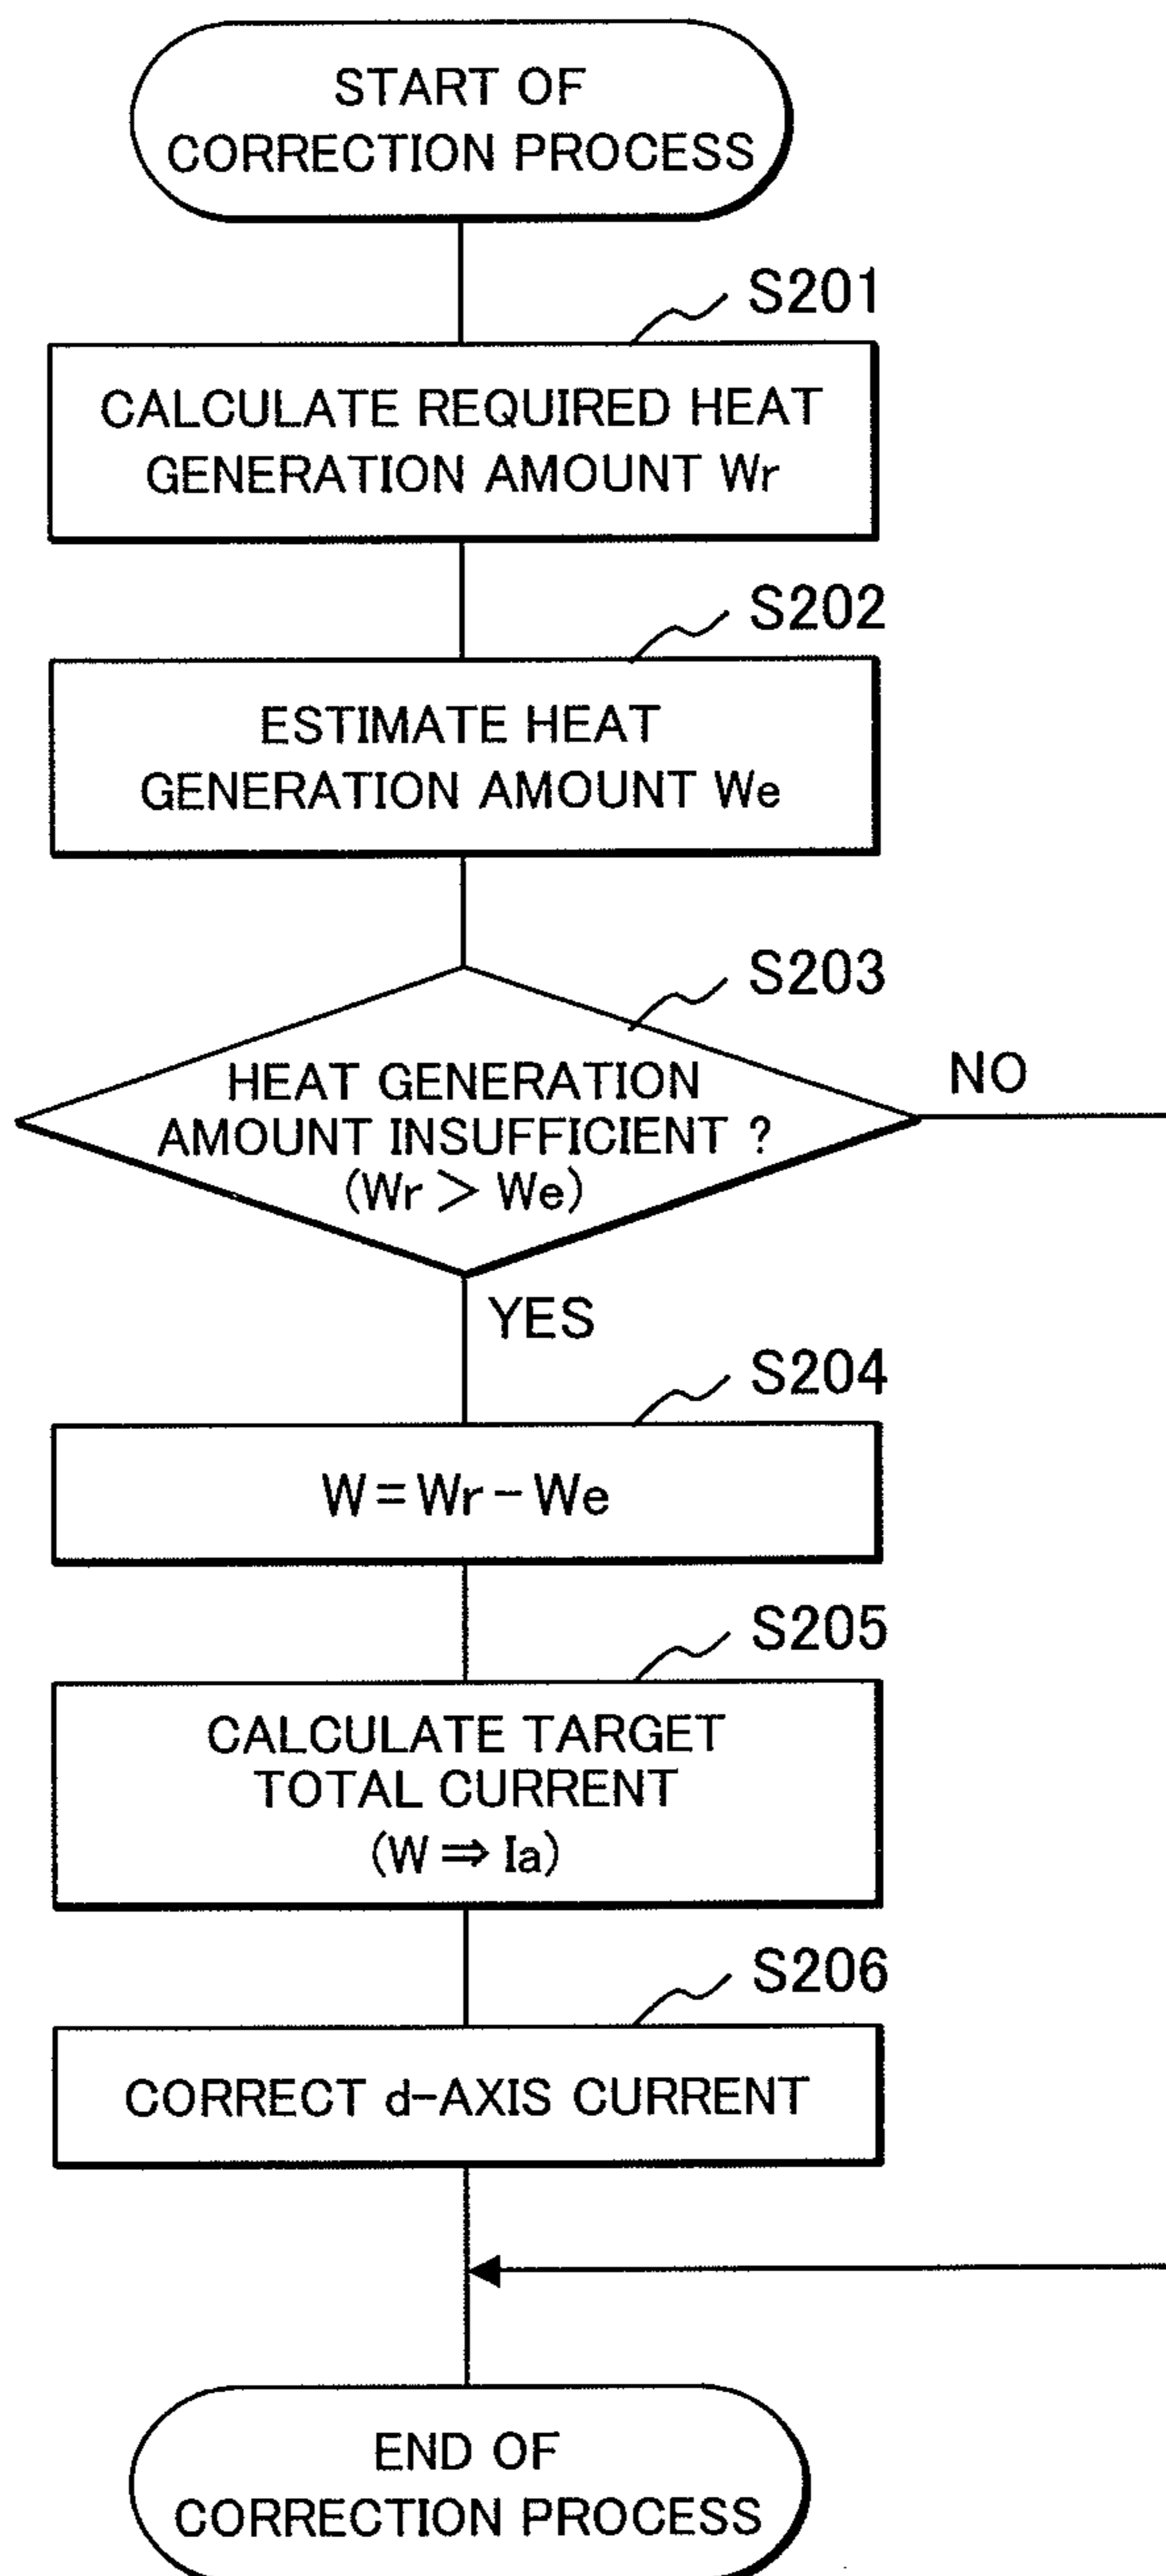 START OF
CORRECTION PROCESS
S201
CALCULATE REQUIRED HEAT
GENERATION AMOUNT Wr
S202
ESTIMATE HEAT
GENERATION AMOUNT We
S203
HEAT GENERATION
AMOUNT INSUFFICIENT ?
(Wr > We)
NO
YES
S204
W = Wr - We
S205
CALCULATE TARGET
TOTAL CURRENT
(W ⇒ Ia)
S206
CORRECT d-AXIS CURRENT
END OF
CORRECTION PROCESS